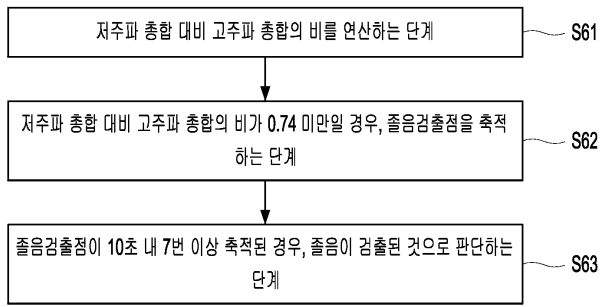 저주파 총합 대비 고주파 총합의 비를 연산하는 단계
S61
저주파 총합 대비 고주파 총합의 비가 0.74 미만일 경우, 졸음검출점을 축적
하는 단계
S62
졸음검출점이 10초 내 7번 이상 축적된 경우, 졸음이 검출된 것으로 판단하는
단계
S63